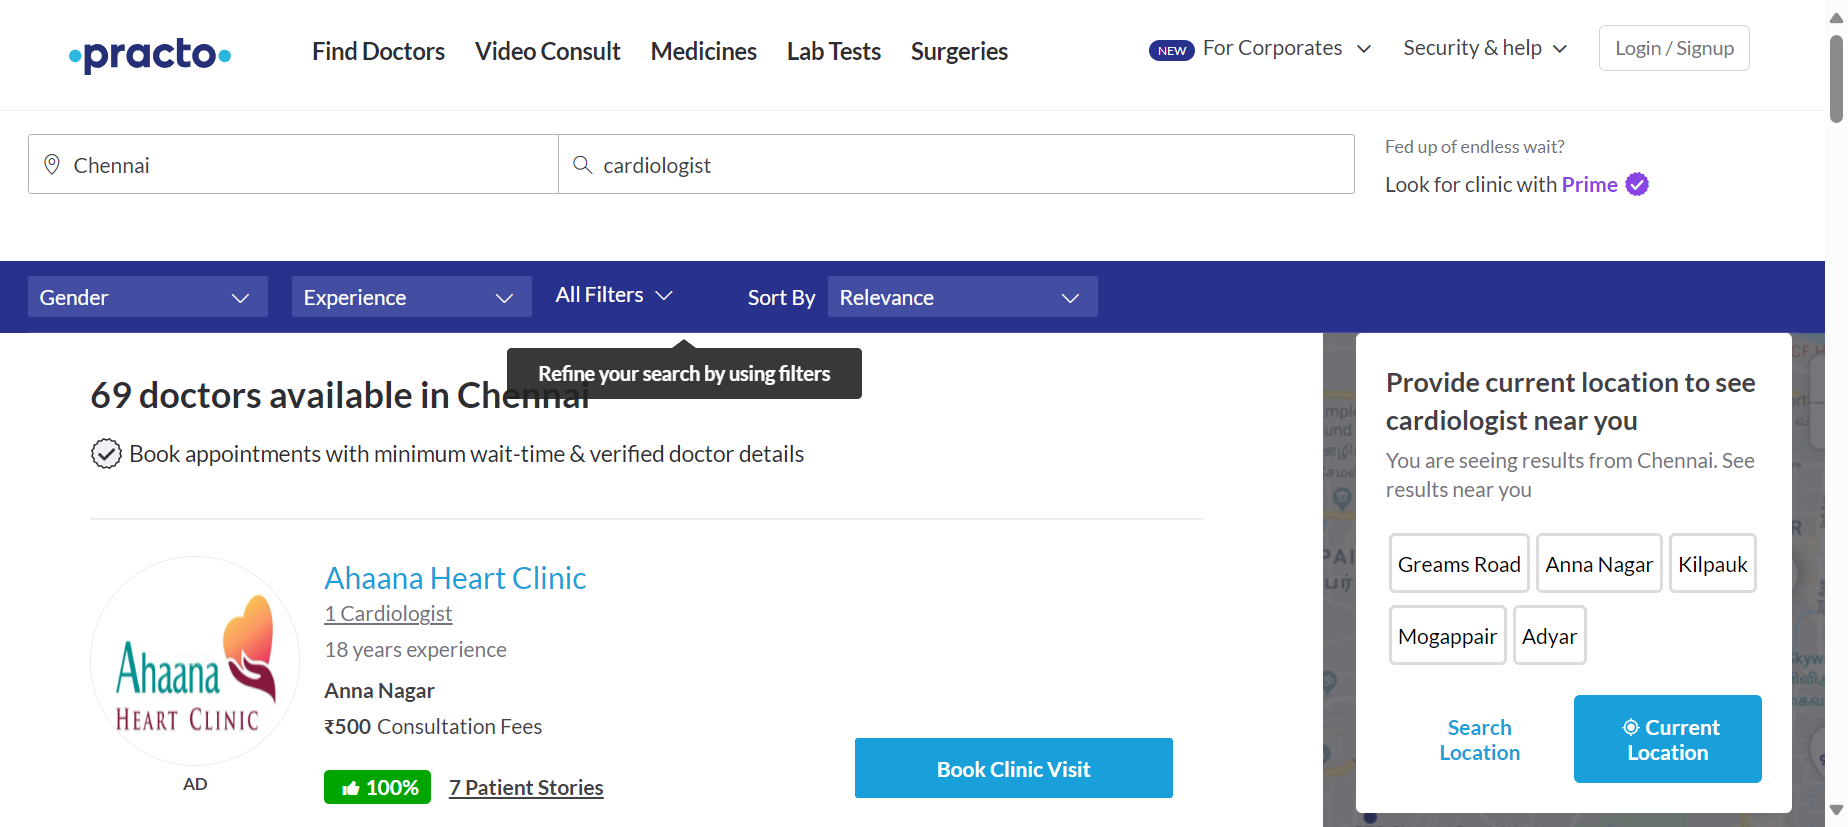 practo
Find Doctors
Video Consult
Medicines
Lab Tests
Surgeries
NEW
For Corporates
Security & help
Login / Signup
Chennai
cardiologist
Fed up of endless wait?
Look for clinic with Prime
Gender
Experience
All Filters
Sort By
Relevance
Refine your search by using filters
69 doctors available in Chennai
Book appointments with minimum wait-time & verified doctor details
Ahaana
HEART CLINIC
AD
Ahaana Heart Clinic
1 Cardiologist
18 years experience
Anna Nagar
₹500 Consultation Fees
100%
7 Patient Stories
Book Clinic Visit
Provide current location to see
cardiologist near you
You are seeing results from Chennai. See
results near you
Greams Road
Anna Nagar
Kilpauk
Mogappair
Adyar
Search
Location
Current
Location